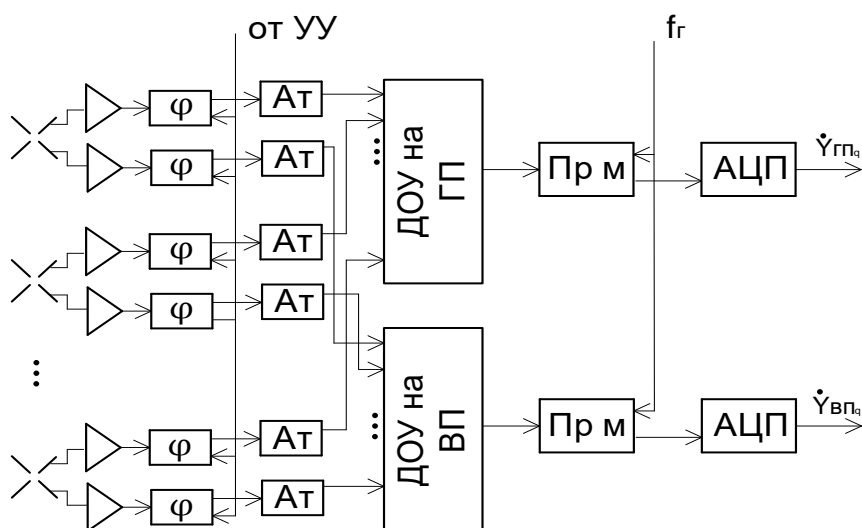 от УУ
fг
φ
Ат
φ
Ат
φ
Ат
φ
Ат
...
φ
Ат
φ
Ат
...
ДОУ на ГП
...
ДОУ на ВП
Пр м
АЦП
Ẏгпq
Пр м
АЦП
Ẏвпq